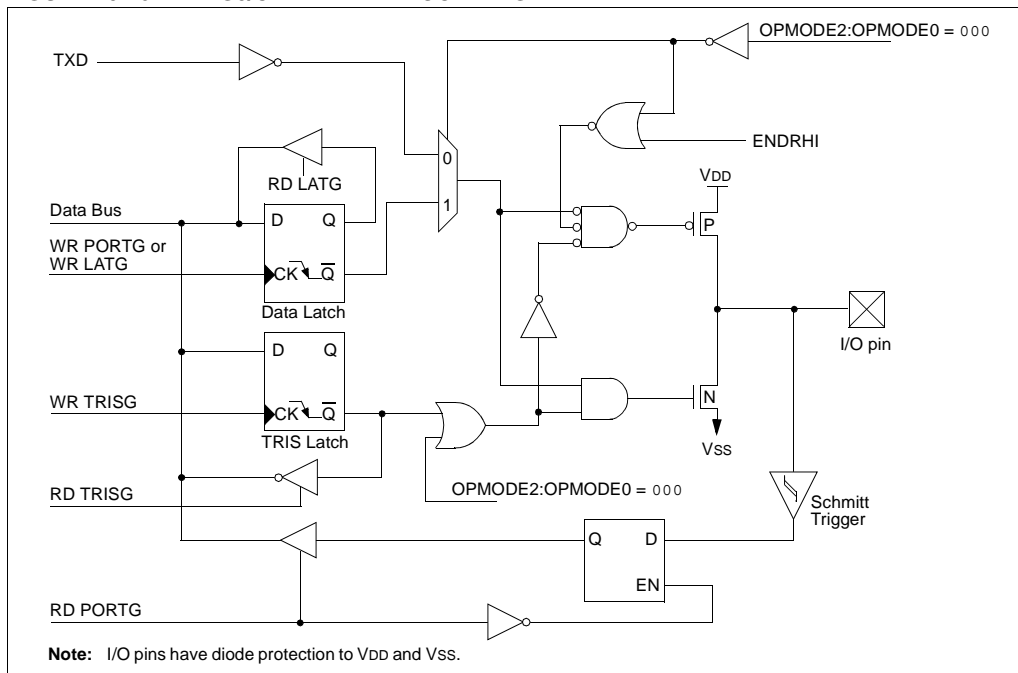 OPMODE2:OPMODE0 = 000
TXD
ENDRHI
0
1
RD LATG
VDD
Data Bus
D Q
P
WR PORTG or
WR LATG
CK Q
Data Latch
I/O pin
D Q
WR TRISG
CK Q
N
TRIS Latch
VSS
OPMODE2:OPMODE0 = 000
RD TRISG
Schmitt
Trigger
Q D
EN
RD PORTG
Note: I/O pins have diode protection to VDD and VSS.